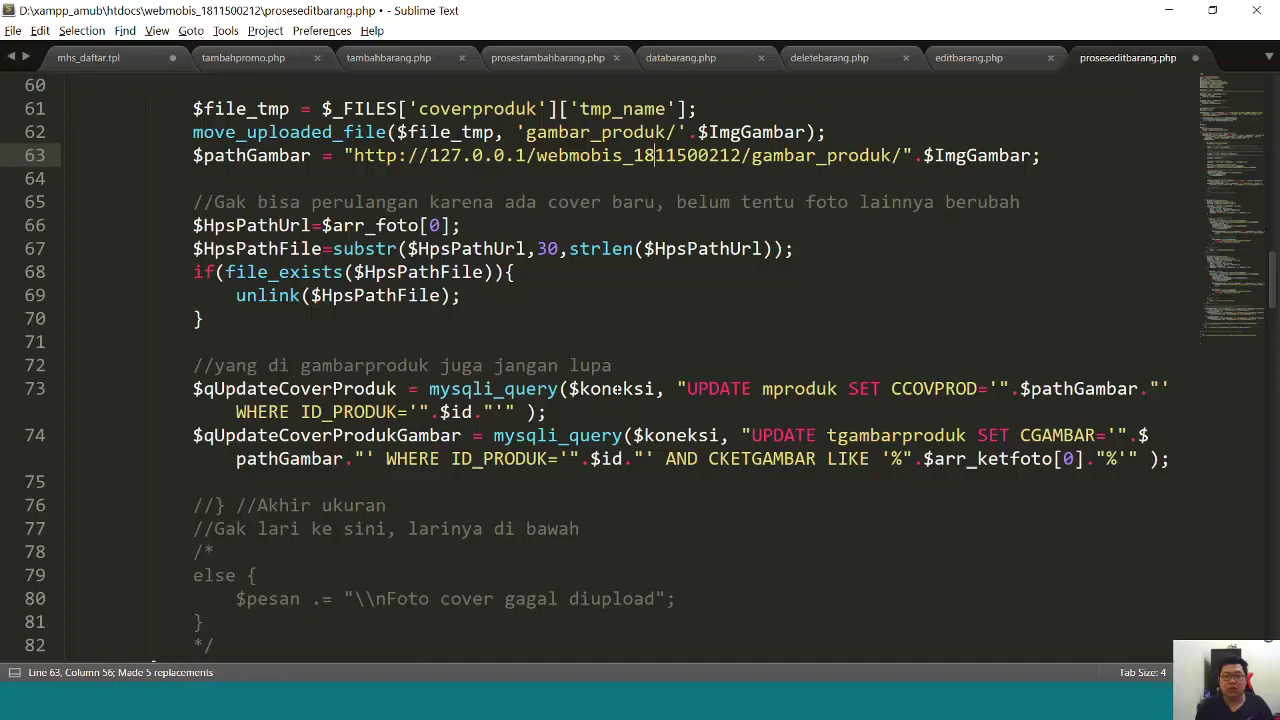 D:\xampp_amub\htdocs\webmobis_1811500212\proseseditbarang.php • - Sublime Text
File Edit Selection Find View Goto Tools Project Preferences Help
mhs_daftar.tpl tambahpromo.php tambahbarang.php prosestambahbarang.php databarang.php deletebarang.php editbarang.php proseseditbarang.php
60
61 $file_tmp = $_FILES['coverproduk']['tmp_name'];
62 move_uploaded_file($file_tmp, 'gambar_produk/'.$ImgGambar);
63 $pathGambar = "http://127.0.0.1/webmobis_1811500212/gambar_produk/".$ImgGambar;
64
65 //Gak bisa perulangan karena ada cover baru, belum tentu foto lainnya berubah
66 $HpsPathUrl=$arr_foto[0];
67 $HpsPathFile=substr($HpsPathUrl,30,strlen($HpsPathUrl));
68 if(file_exists($HpsPathFile)){
69 unlink($HpsPathFile);
70 }
71
72 //yang di gambarproduk juga jangan lupa
73 $qUpdateCoverProduk = mysqli_query($koneksi, "UPDATE mproduk SET CCOVPROD='".$pathGambar."'
WHERE ID_PRODUK='".$id."'" );
74 $qUpdateCoverProdukGambar = mysqli_query($koneksi, "UPDATE tgambarproduk SET CGAMBAR='".$
pathGambar."' WHERE ID_PRODUK='".$id."' AND CKETGAMBAR LIKE '%".$arr_ketfoto[0]."%'" );
75
76 //} //Akhir ukuran
77 //Gak lari ke sini, larinya di bawah
78 /*
79 else {
80 $pesan .= "\\nFoto cover gagal diupload";
81 }
82 */
Line 63, Column 56; Made 5 replacements Tab Size: 4